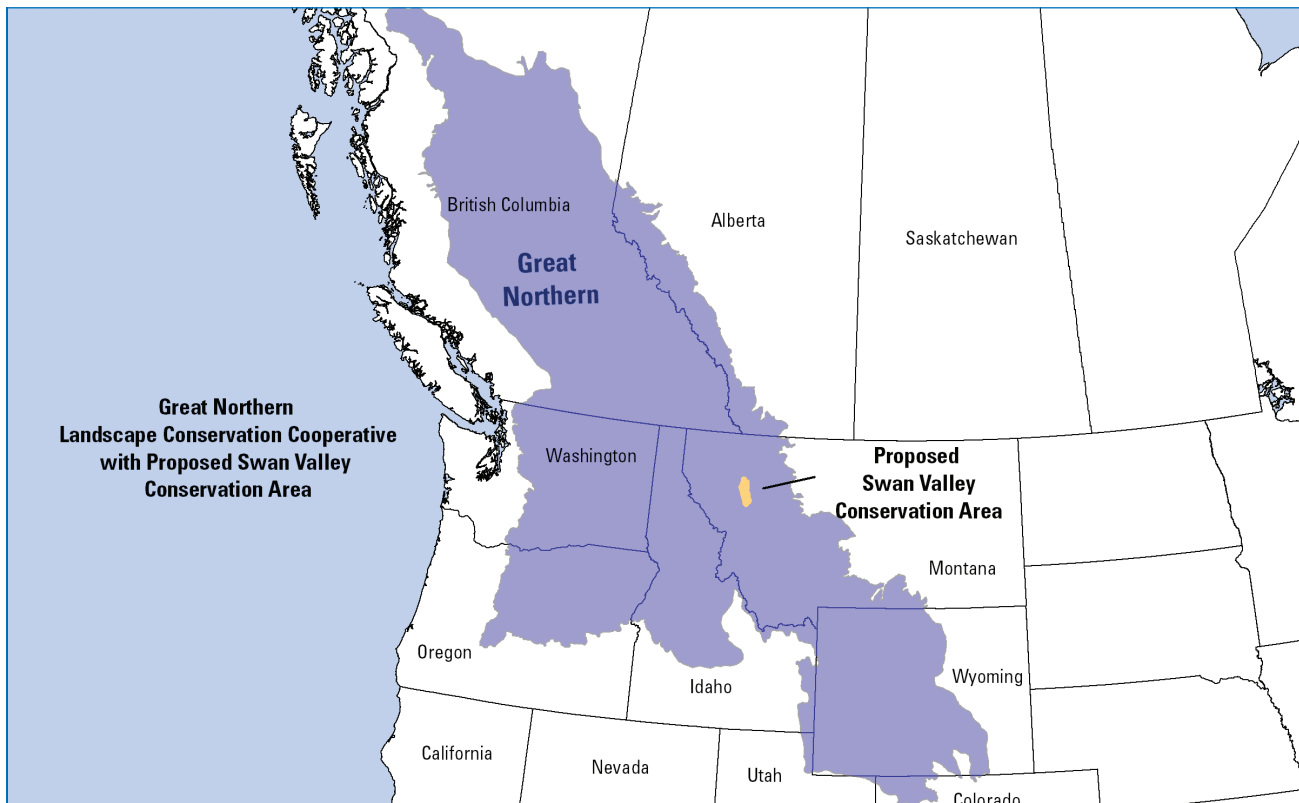 British Columbia
Alberta
Saskatchewan
Great
Northern
Great Northern
Landscape Conservation Cooperative
with Proposed Swan Valley
Conservation Area
Washington
Proposed
Swan Valley
Conservation Area
Montana
Oregon
Idaho
Wyoming
California
Nevada
Utah
Colorado